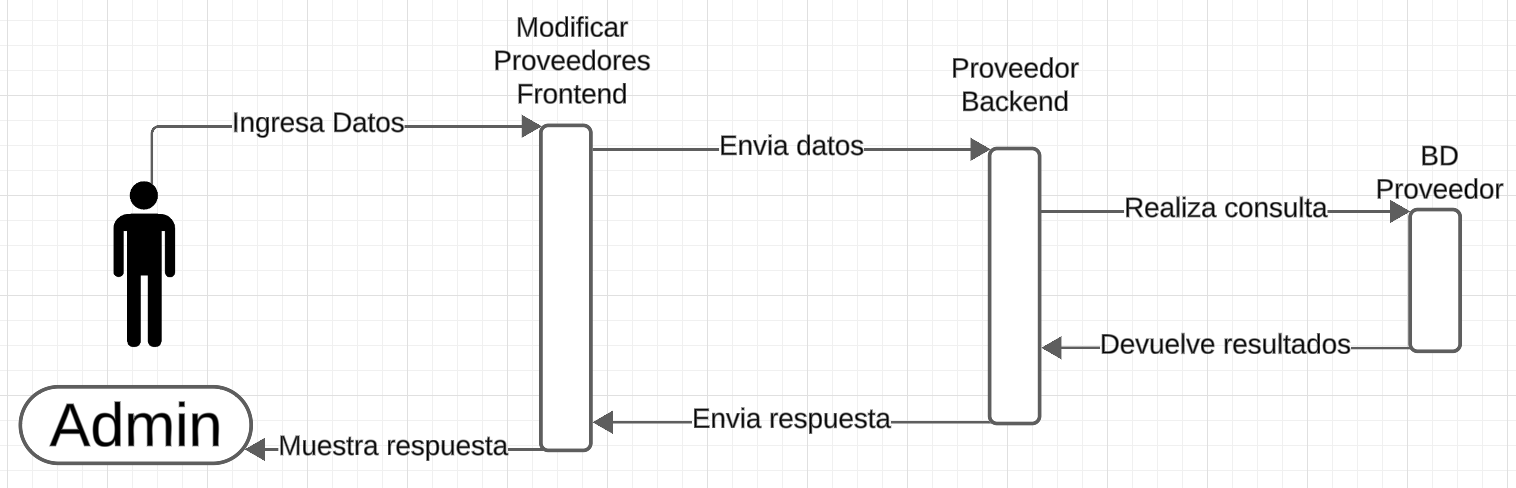 Modificar
Proveedores
Frontend
Proveedor
Backend
BD
Proveedor
Ingresa Datos
Envia datos
Realiza consulta
Devuelve resultados
Envia respuesta
Muestra respuesta
Admin